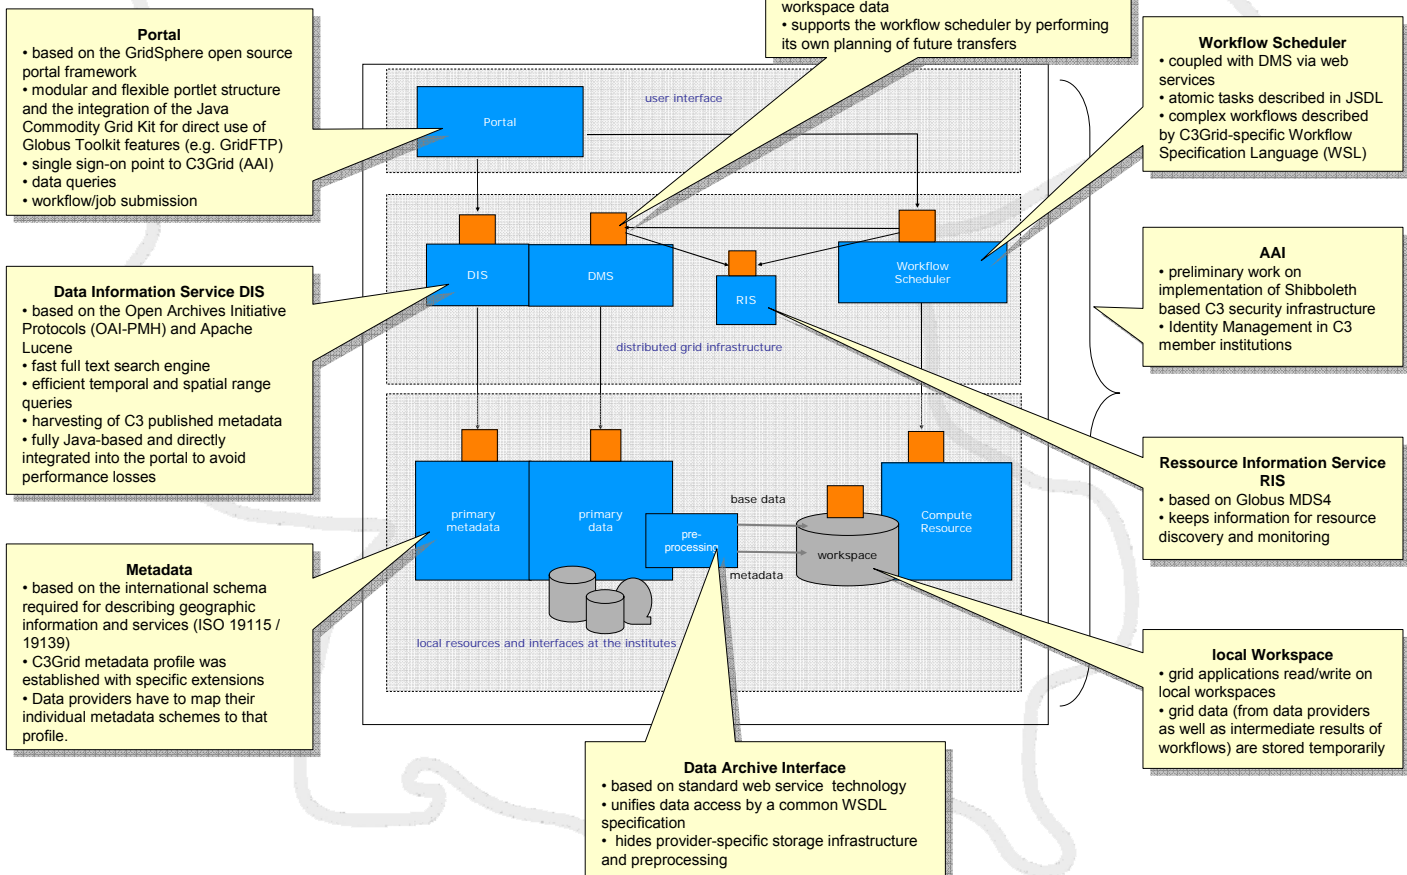 workspace data
• supports the workflow scheduler by performing
its own planning of future transfers
Portal
• based on the GridSphere open source
portal framework
• modular and flexible portlet structure
and the integration of the Java
Commodity Grid Kit for direct use of
Globus Toolkit features (e.g. GridFTP)
• single sign-on point to C3Grid (AAI)
• data queries
• workflow/job submission
Workflow Scheduler
• coupled with DMS via web
services
• atomic tasks described in JSDL
• complex workflows described
by C3Grid-specific Workflow
Specification Language (WSL)
user interface
Portal
Data Information Service DIS
• based on the Open Archives Initiative
Protocols (OAI-PMH) and Apache
Lucene
• fast full text search engine
• efficient temporal and spatial range
queries
• harvesting of C3 published metadata
• fully Java-based and directly
integrated into the portal to avoid
performance losses
DIS
DMS
RIS
Workflow
Scheduler
distributed grid infrastructure
AAI
• preliminary work on
implementation of Shibboleth
based C3 security infrastructure
• Identity Management in C3
member institutions
Ressource Information Service
RIS
• based on Globus MDS4
• keeps information for resource
discovery and monitoring
Metadata
• based on the international schema
required for describing geographic
information and services (ISO 19115 /
19139)
• C3Grid metadata profile was
established with specific extensions
• Data providers have to map their
individual metadata schemes to that
profile.
primary
metadata
primary
data
pre-
processing
base data
metadata
workspace
Compute
Resource
local resources and interfaces at the institutes
local Workspace
• grid applications read/write on
local workspaces
• grid data (from data providers
as well as intermediate results of
workflows) are stored temporarily
Data Archive Interface
• based on standard web service technology
• unifies data access by a common WSDL
specification
• hides provider-specific storage infrastructure
and preprocessing